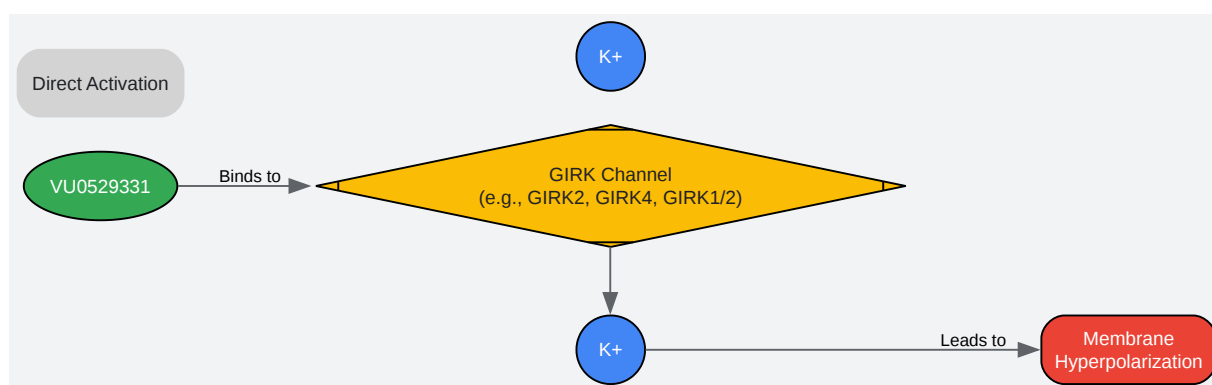 K+
Direct Activation
VU0529331
Binds to
GIRK Channel
(e.g., GIRK2, GIRK4, GIRK1/2)
K+
Leads to
Membrane
Hyperpolarization